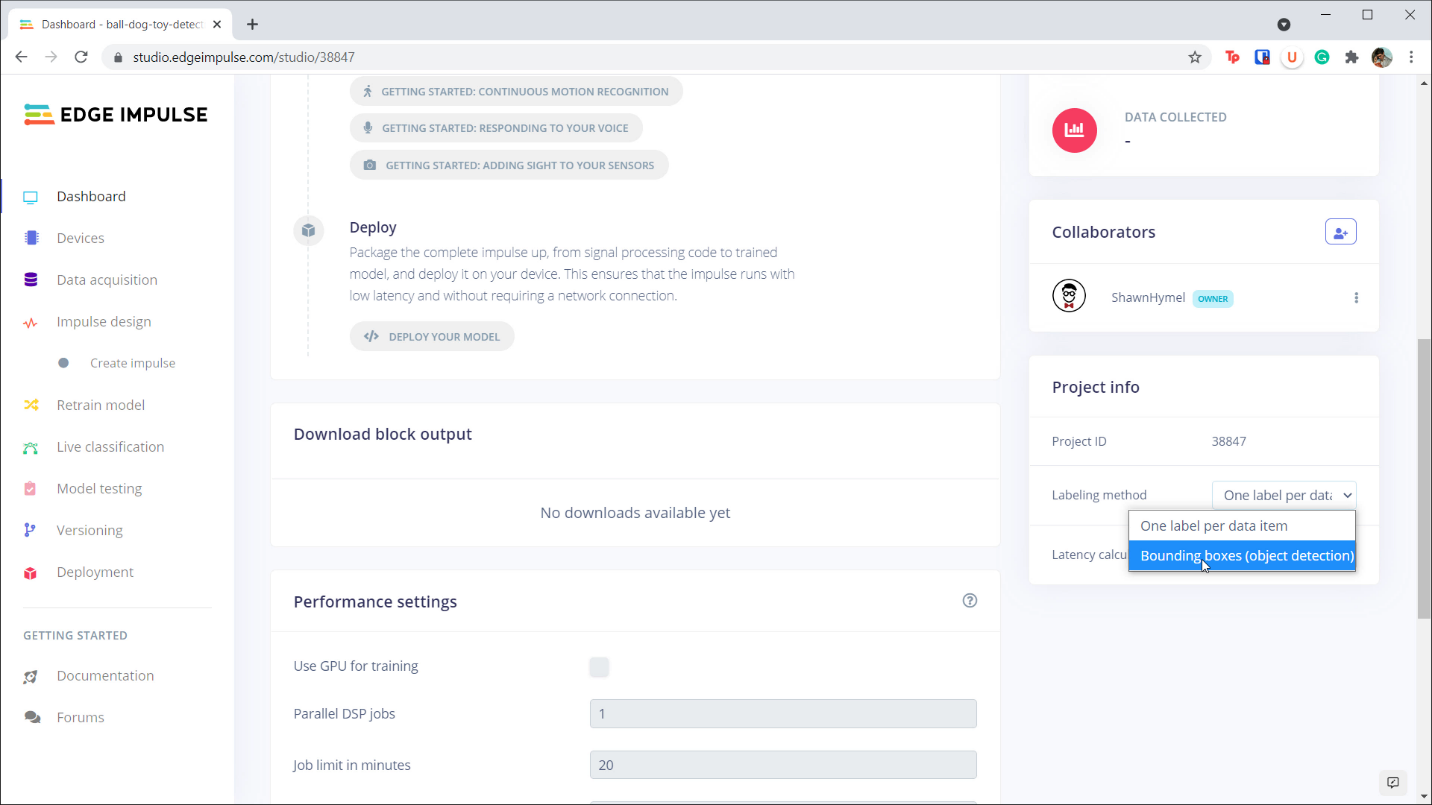 Dashboard - ball-dog-toy-detect
studio.edgeimpulse.com/studio/38847
EDGE IMPULSE
Dashboard
Devices
Data acquisition
Impulse design
Create impulse
Retrain model
Live classification
Model testing
Versioning
Deployment
GETTING STARTED
Documentation
Forums
GETTING STARTED: CONTINUOUS MOTION RECOGNITION
GETTING STARTED: RESPONDING TO YOUR VOICE
GETTING STARTED: ADDING SIGHT TO YOUR SENSORS
Deploy
Package the complete impulse up, from signal processing code to trained
model, and deploy it on your device. This ensures that the impulse runs with
low latency and without requiring a network connection.
DEPLOY YOUR MODEL
Download block output
No downloads available yet
Performance settings
Use GPU for training
Parallel DSP jobs
1
Job limit in minutes
20
DATA COLLECTED
-
Collaborators
ShawnHymel OWNER
Project info
Project ID 38847
Labeling method One label per data
One label per data item
Bounding boxes (object detection)
Latency calcu